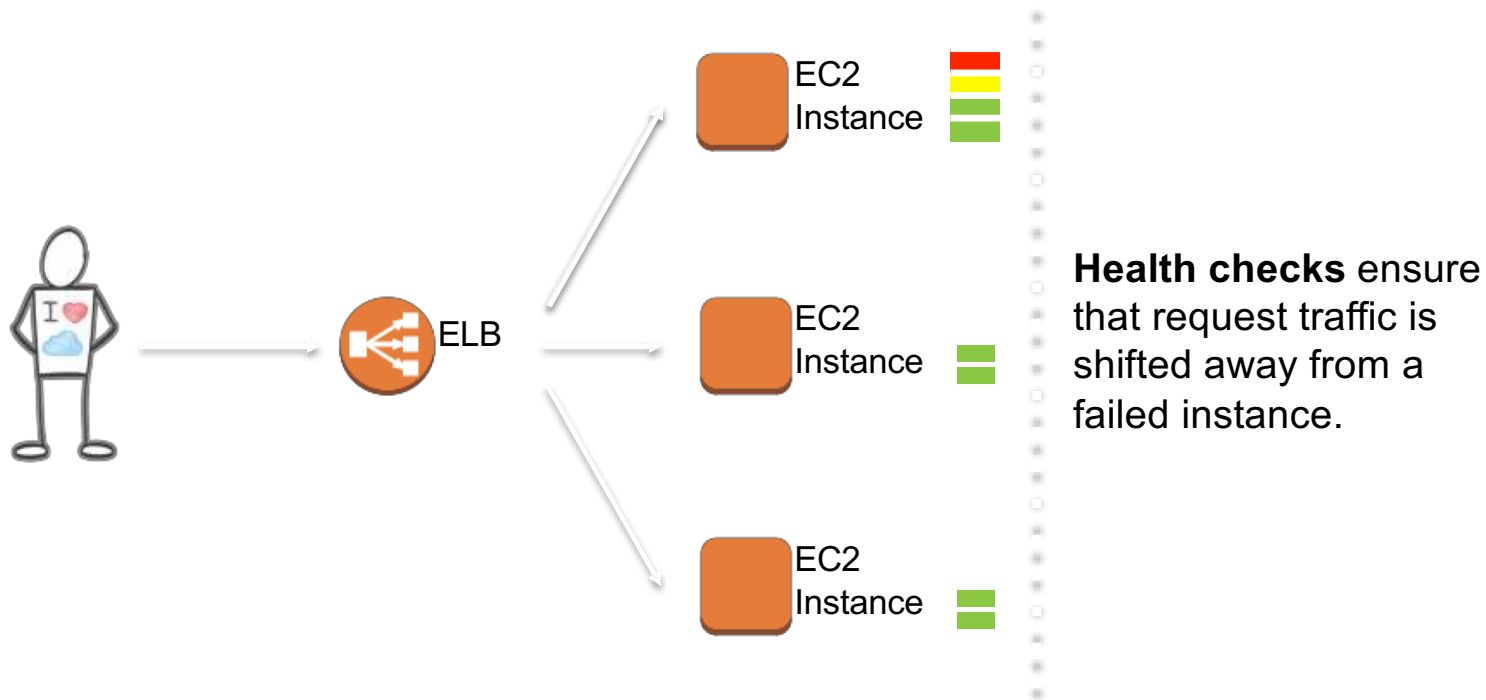 EC2
Instance
I
ELB
EC2
Instance
EC2
Instance
Health checks ensure
that request traffic is
shifted away from a
failed instance.